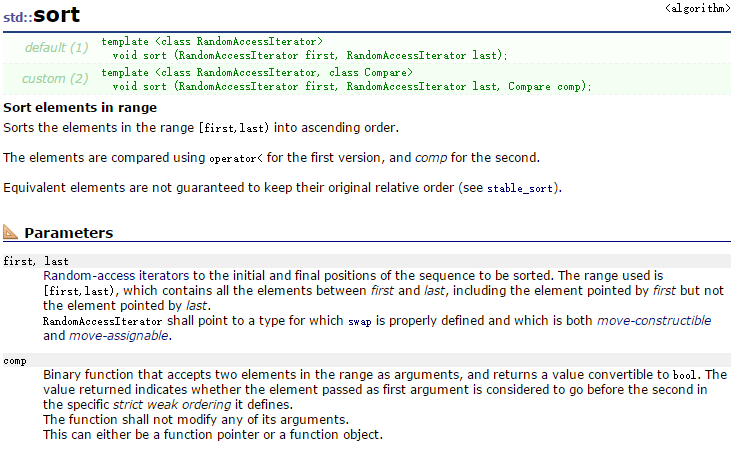 std::sort
<algorithm>
default (1)
template <class RandomAccessIterator>
void sort (RandomAccessIterator first, RandomAccessIterator last);
custom (2)
template <class RandomAccessIterator, class Compare>
void sort (RandomAccessIterator first, RandomAccessIterator last, Compare comp);
Sort elements in range
Sorts the elements in the range [first,last) into ascending order.
The elements are compared using operator< for the first version, and comp for the second.
Equivalent elements are not guaranteed to keep their original relative order (see stable_sort).
Parameters
first, last
Random-access iterators to the initial and final positions of the sequence to be sorted. The range used is
[first,last), which contains all the elements between first and last, including the element pointed by first but not
the element pointed by last.
RandomAccessIterator shall point to a type for which swap is properly defined and which is both move-constructible
and move-assignable.
comp
Binary function that accepts two elements in the range as arguments, and returns a value convertible to bool. The
value returned indicates whether the element passed as first argument is considered to go before the second in
the specific strict weak ordering it defines.
The function shall not modify any of its arguments.
This can either be a function pointer or a function object.